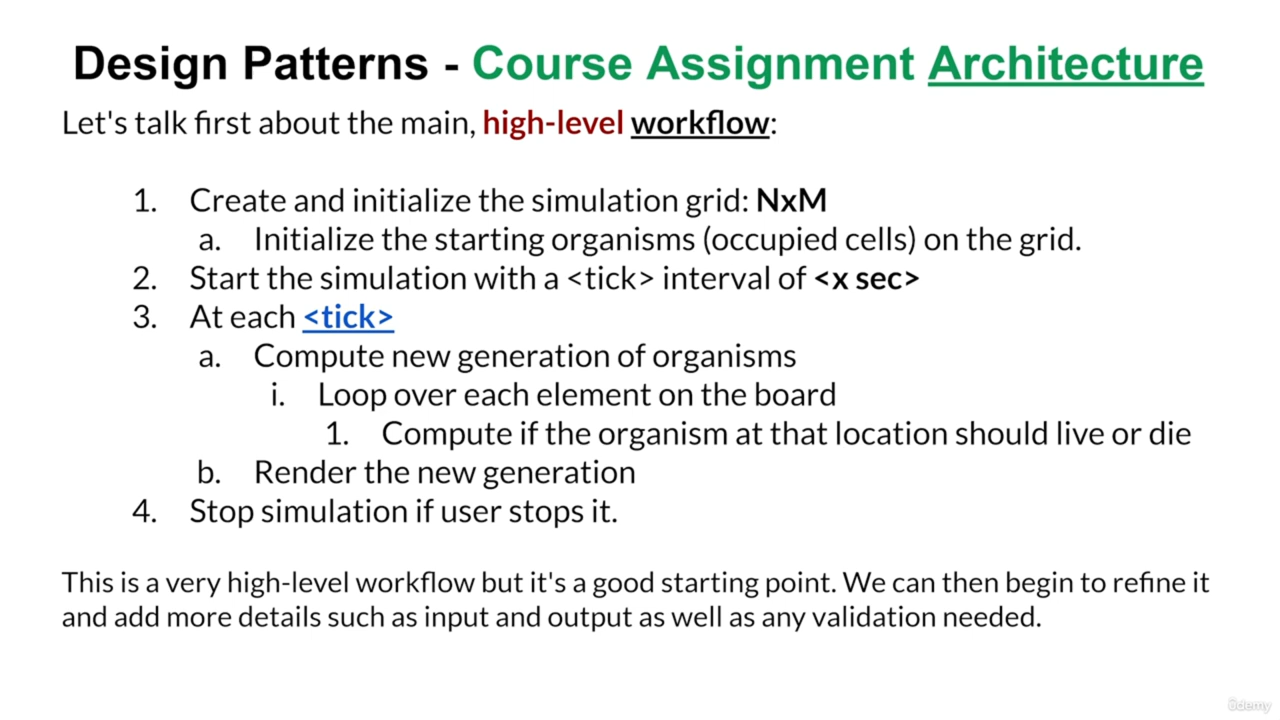 Design Patterns - Course Assignment Architecture
Let's talk first about the main, high-level workflow:
1. Create and initialize the simulation grid: NxM
a. Initialize the starting organisms (occupied cells) on the grid.
2. Start the simulation with a <tick> interval of <x sec>
3. At each <tick>
a. Compute new generation of organisms
i. Loop over each element on the board
1. Compute if the organism at that location should live or die
b. Render the new generation
4. Stop simulation if user stops it.
This is a very high-level workflow but it's a good starting point. We can then begin to refine it
and add more details such as input and output as well as any validation needed.
ûdemy